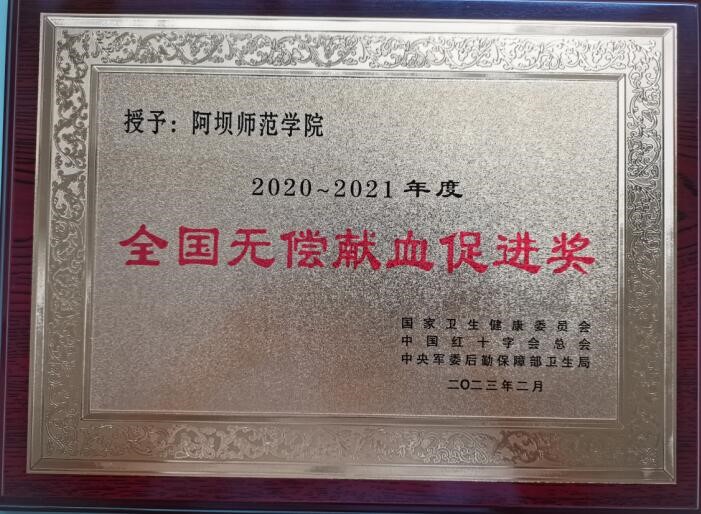 授予：阿坝师范学院
2020~2021年度
全国无偿献血促进奖
国家卫生健康委员会
中国红十字会总会
中央军委后勤保障部卫生局
二〇二三年二月